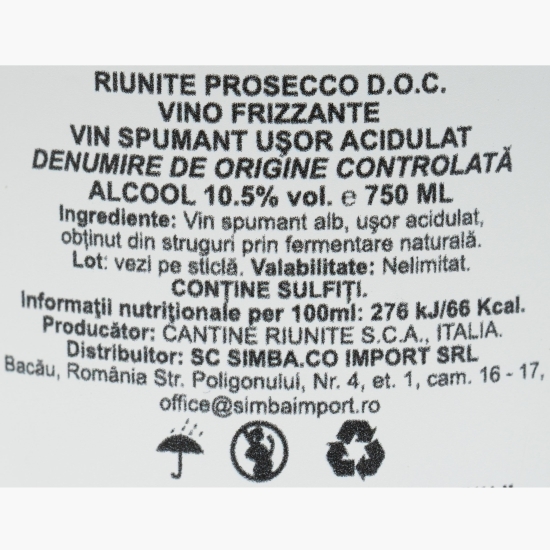 RIUNITE PROSECCO D.O.C.
VINO FRIZZANTE
VIN SPUMANT UŞOR ACIDULAT
DENUMIRE DE ORIGINE CONTROLATĂ
ALCOOL 10.5% vol. e 750 ML
Ingrediente: Vin spumant alb, uşor acidulat,
obţinut din struguri prin fermentare naturală.
Lot: vezi pe sticlă. Valabilitate: Nelimitat.
CONŢINE SULFIŢI.
Informaţii nutriţionale per 100ml: 276 kJ/66 Kcal.
Producător: CANTINE RIUNITE S.C.A., ITALIA.
Distribuitor: SC SIMBA.CO IMPORT SRL
Bacău, România Str. Poligonului, Nr. 4, et. 1, cam. 16 - 17,
office@simbaimport.ro